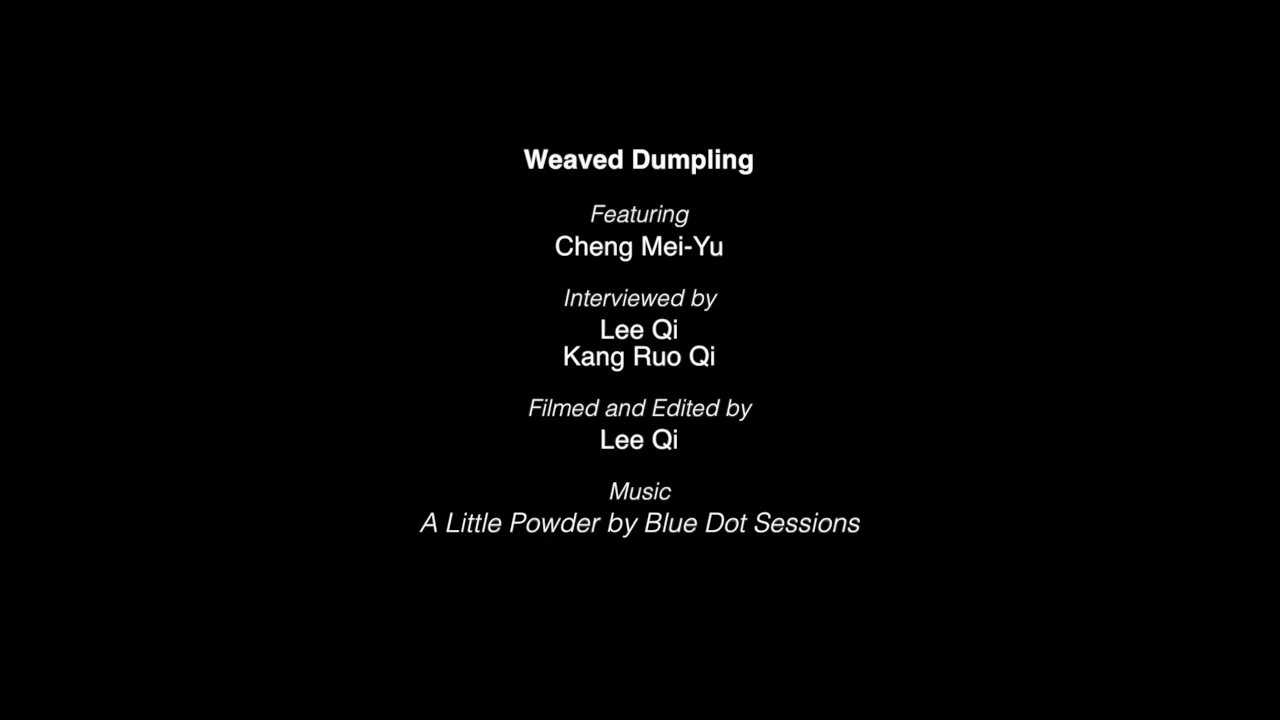 Weaved Dumpling
Featuring
Cheng Mei-Yu
Interviewed by
Lee Qi
Kang Ruo Qi
Filmed and Edited by
Lee Qi
Music
A Little Powder by Blue Dot Sessions